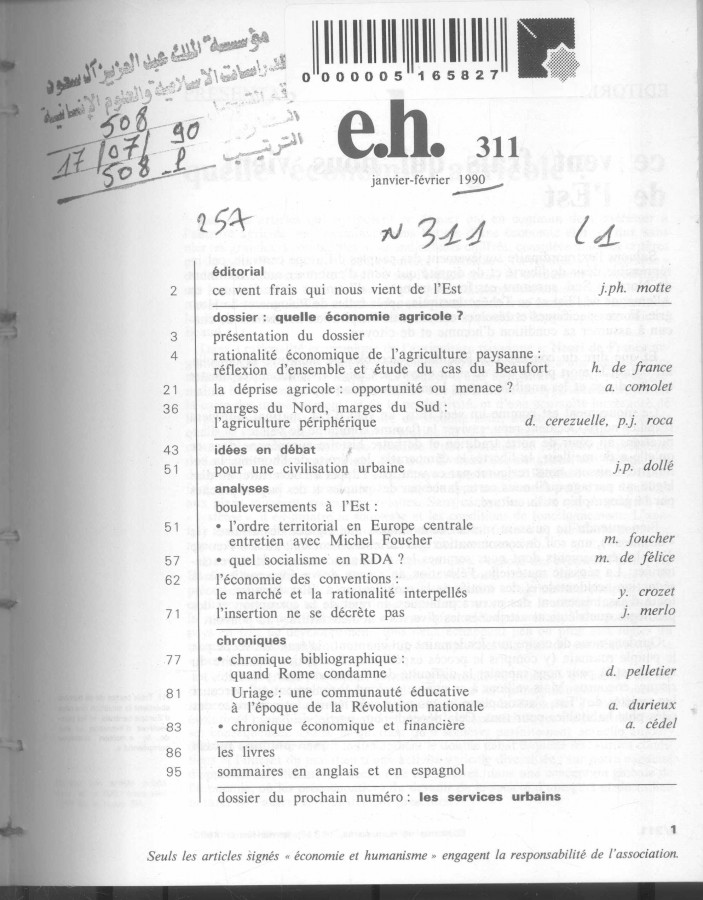 مؤسسة الملك عبد العزيز آل سعود
للدراسات الاسلامية والعلوم الإنسانية
0 000005 165827
508
17/07/90
508_1
الترتيب
e.h. 311
janvier-février 1990
257
N 311
éditorial
2 ce vent frais qui nous vient de l'Est j.ph. motte
dossier : quelle économie agricole ?
3 présentation du dossier
4 rationalité économique de l'agriculture paysanne :
réflexion d'ensemble et étude du cas du Beaufort h. de france
21 la déprise agricole : opportunité ou menace ? a. comolet
36 marges du Nord, marges du Sud :
l'agriculture périphérique d. cerezuelle, p.j. roca
43 idées en débat
51 pour une civilisation urbaine j.p. dollé
analyses
bouleversements à l'Est :
51 • l'ordre territorial en Europe centrale
entretien avec Michel Foucher m. foucher
57 • quel socialisme en RDA ? m. de félice
62 l'économie des conventions :
le marché et la rationalité interpellés y. crozet
71 l'insertion ne se décrète pas j. merlo
chroniques
77 • chronique bibliographique :
quand Rome condamne d. pelletier
81 Uriage : une communauté éducative
à l'époque de la Révolution nationale a. durieux
83 • chronique économique et financière a. cédel
86 les livres
95 sommaires en anglais et en espagnol
dossier du prochain numéro : les services urbains
1
Seuls les articles signés « économie et humanisme » engagent la responsabilité de l'association.